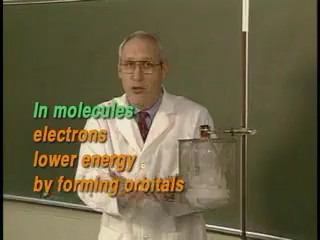 In molecules
electrons
lower energy
by forming orbitals